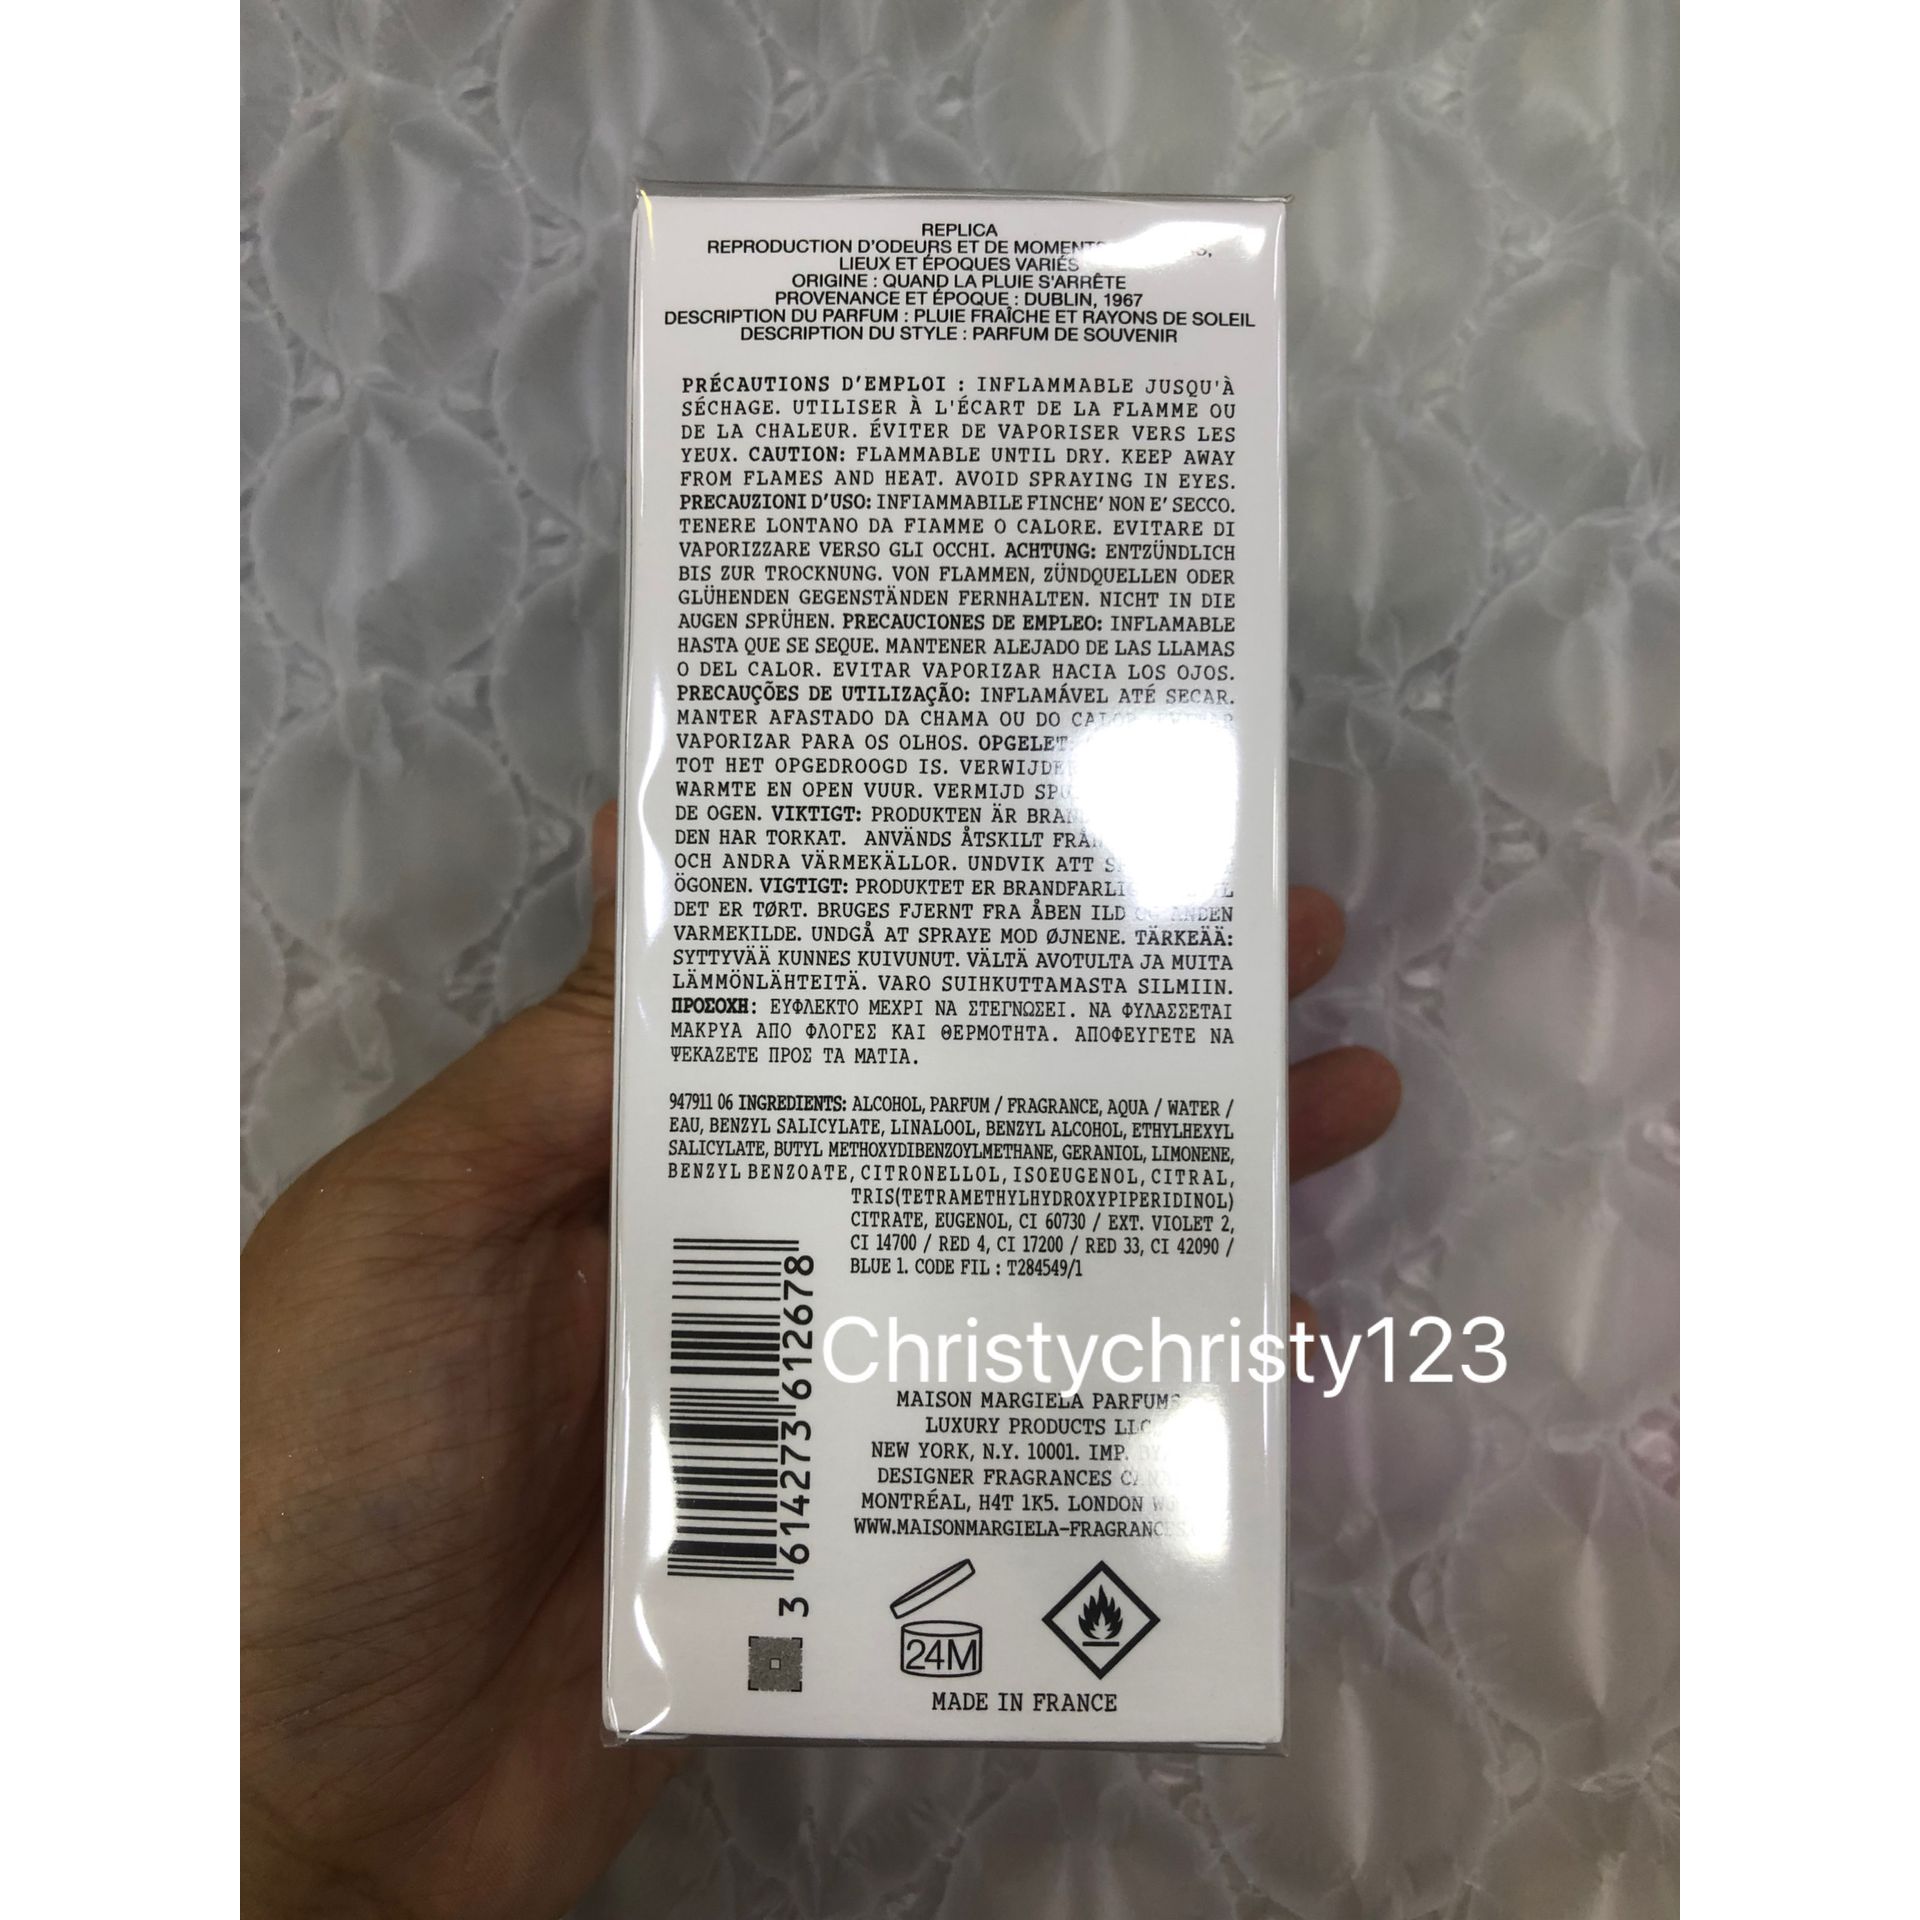 REPLICA
REPRODUCTION D'ODEURS ET DE
LIEUX ET ÉPOQUES VARIÉS
ORIGINE : QUAND LA PLUIE S'ARRÊTE
PROVENANCE ET ÉPOQUE : DUBLIN, 1967
DESCRIPTION DU PARFUM : PLUIE FRAÎCHE ET RAYONS DE SOLEIL
DESCRIPTION DU STYLE : PARFUM DE SOUVENIR
PRÉCAUTIONS D'EMPLOI : INFLAMMABLE JUSQU'À
SÉCHAGE. UTILISER À L'ÉCART DE LA FLAMME OU
DE LA CHALEUR. ÉVITER DE VAPORISER VERS LES
YEUX. CAUTION: FLAMMABLE UNTIL DRY. KEEP AWAY
FROM FLAMES AND HEAT. AVOID SPRAYING IN EYES.
PRECAUZIONI D'USO: INFIAMMABILE FINCHE' NON E' SECCO.
TENERE LONTANO DA FIAMME O CALORE. EVITARE DI
VAPORIZZARE VERSO GLI OCCHI. ACHTUNG: ENTZÜNDLICH
BIS ZUR TROCKNUNG. VON FLAMMEN, ZÜNDQUELLEN ODER
GLÜHENDEN GEGENSTÄNDEN FERNHALTEN. NICHT IN DIE
AUGEN SPRÜHEN. PRECAUCIONES DE EMPLEO: INFLAMABLE
HASTA QUE SE SEQUE. MANTENER ALEJADO DE LAS LLAMAS
O DEL CALOR. EVITAR VAPORIZAR HACIA LOS OJOS.
PRECAUÇÕES DE UTILIZAÇÃO: INFLAMÁVEL ATÉ SECAR.
MANTER AFASTADO DA CHAMA OU DO CALOR. EVITAR
VAPORIZAR PARA OS OLHOS. OPGELET
TOT HET OPGEDROOGD IS.
WARMTE EN OPEN VUUR. VERMIJD
DE OGEN. VIKTIGT: PRODUKTEN ÄR
DEN HAR TORKAT. ANVÄNDS ÅTSKILT FRÅN
OCH ANDRA VÄRMEKÄLLOR. UNDVIK ATT
ÖGONEN. VIGTIGT: PRODUKTET ER
DET ER TØRT. BRUGES FJERNT FRA ÅBEN ILD OG ANDEN
VARMEKILDE. UNDGÅ AT SPRAYE MOD ØJNENE. TÄRKEÄÄ:
SYTTYVÄÄ KUNNES KUIVUNUT. VÄLTÄ AVOTULTA JA MUITA
LÄMMÖNLÄHTEITÄ. VARO SUIHKUTTAMASTA SILMIIN.
ΠΡΟΣΟΧΗ: ΕΥΦΛΕΚΤΟ ΜΕΧΡΙ ΝΑ ΣΤΕΓΝΩΣΕΙ. ΝΑ ΦΥΛΑΣΣΕΤΑΙ
ΜΑΚΡΥΑ ΑΠΟ ΦΛΟΓΕΣ ΚΑΙ ΘΕΡΜΟΤΗΤΑ. ΑΠΟΦΕΥΓΕΤΕ ΝΑ
ΨΕΚΑΖΕΤΕ ΠΡΟΣ ΤΑ ΜΑΤΙΑ.
947911 06 INGREDIENTS: ALCOHOL, PARFUM / FRAGRANCE, AQUA / WATER /
EAU, BENZYL SALICYLATE, LINALOOL, BENZYL ALCOHOL, ETHYLHEXYL
SALICYLATE, BUTYL METHOXYDIBENZOYLMETHANE, GERANIOL, LIMONENE,
BENZYL BENZOATE, CITRONELLOL, ISOEUGENOL, CITRAL,
TRIS(TETRAMETHYLHYDROXYPIPERIDINOL)
CITRATE, EUGENOL, CI 60730 / EXT. VIOLET 2,
CI 14700 / RED 4, CI 17200 / RED 33, CI 42090 /
BLUE 1. CODE FIL : T284549/1
3 614273 612678
Christychristy123
MAISON MARGIELA PARFUMS
LUXURY PRODUCTS LLC
NEW YORK, N.Y. 10001. IMP. BY
DESIGNER FRAGRANCES
MONTRÉAL, H4T 1K5. LONDON
24M
MADE IN FRANCE